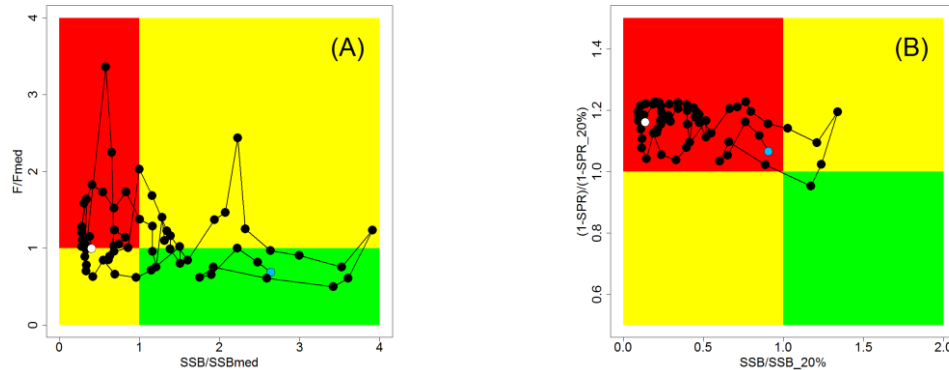 (A)
4
3
2
1
0
F/Fmed
0 1 2 3 4
SSB/SSBmed
(B)
1.4
1.2
1.0
0.8
0.6
(1-SPR)/(1-SPR_20%)
0.0 0.5 1.0 1.5 2.0
SSB/SSB_20%